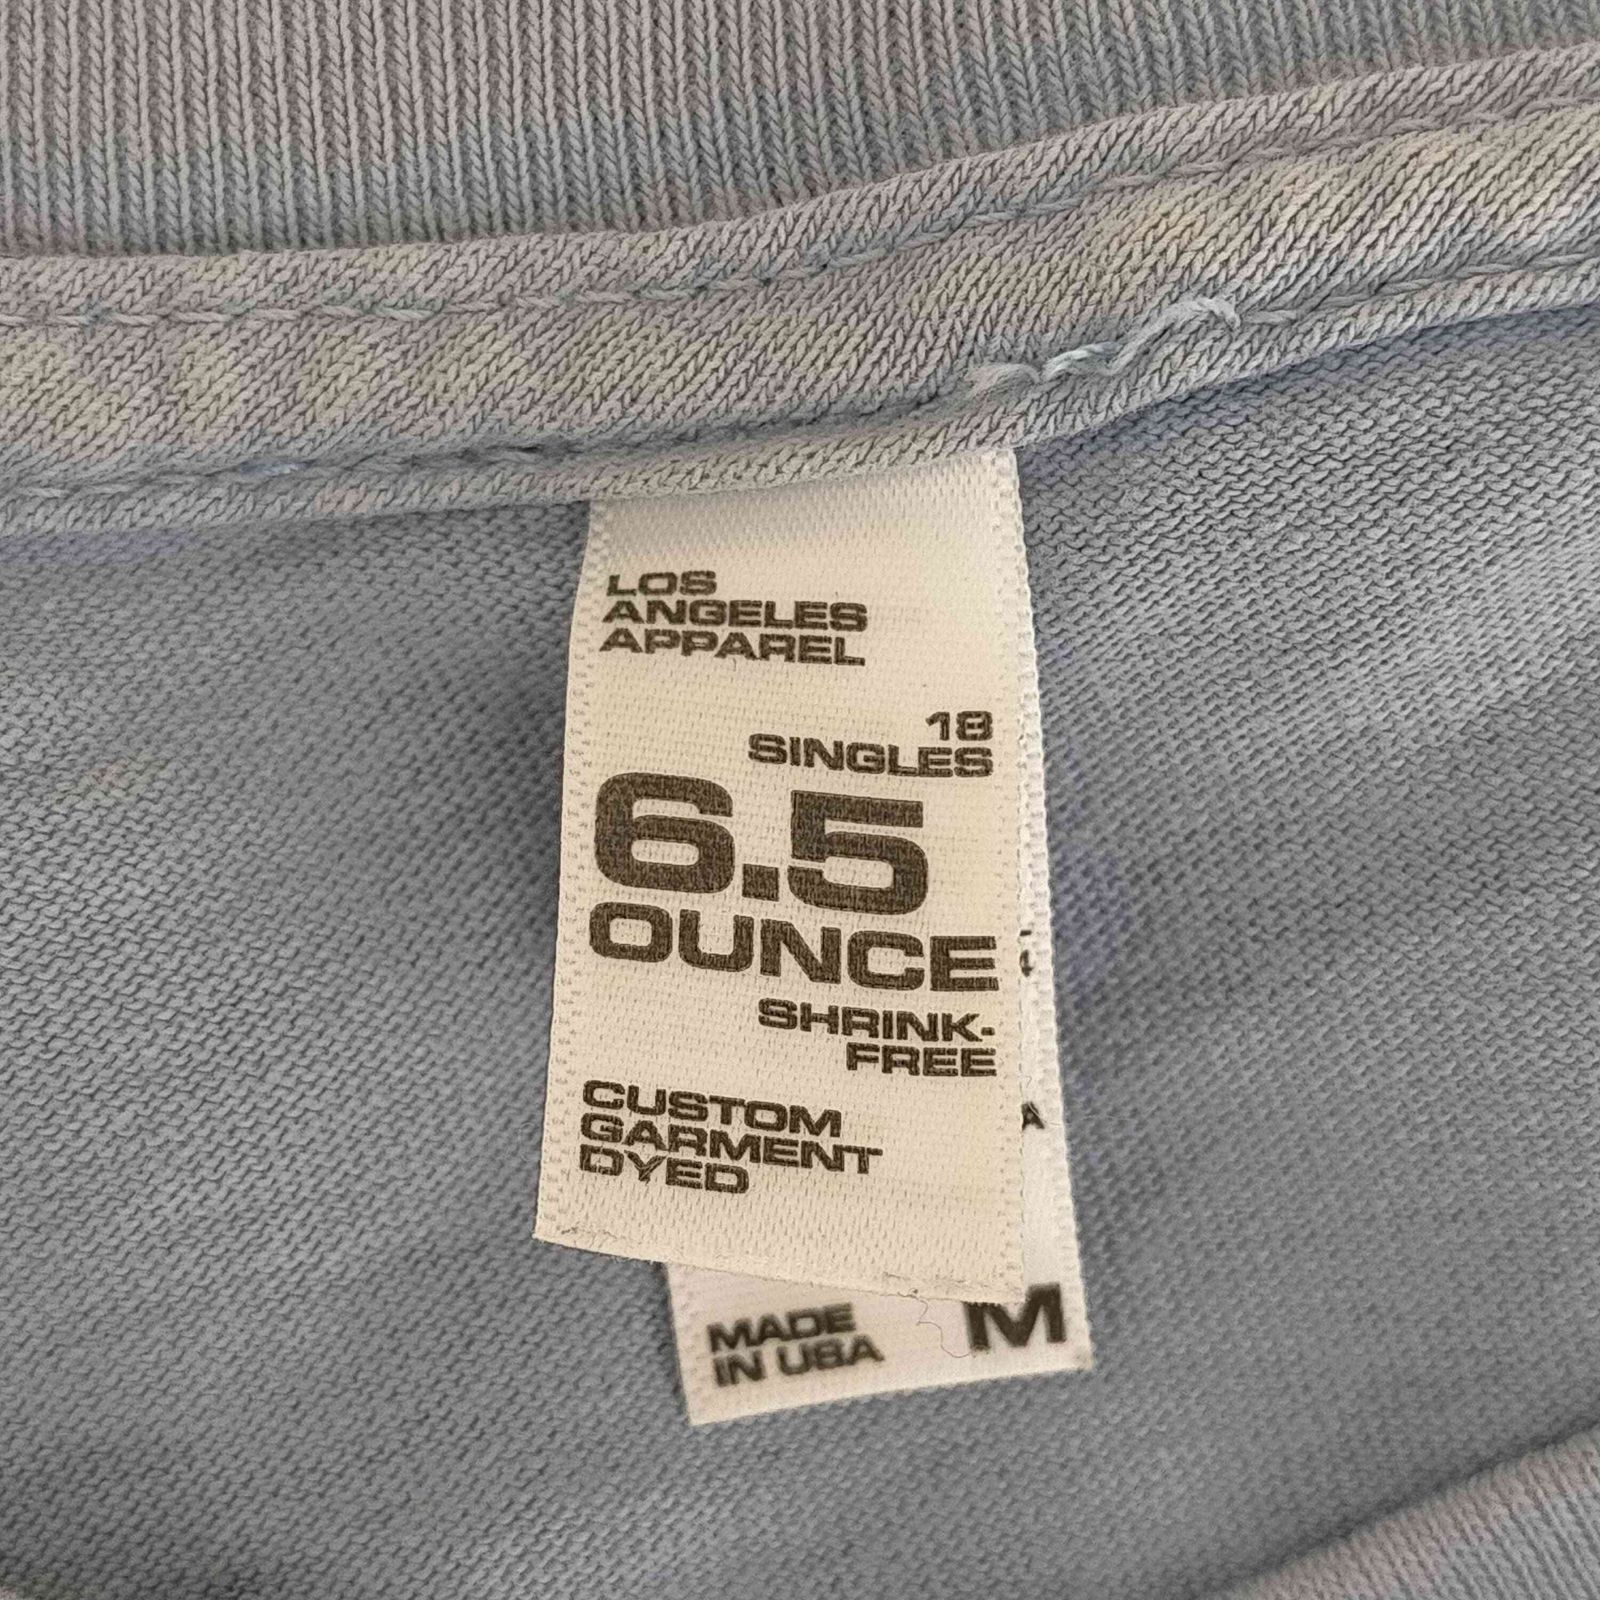 LOS
ANGELES
APPAREL
18
SINGLES
6.5
OUNCE
SHRINK-
FREE
CUSTOM
GARMENT
DYED
A
MADE
IN USA
M